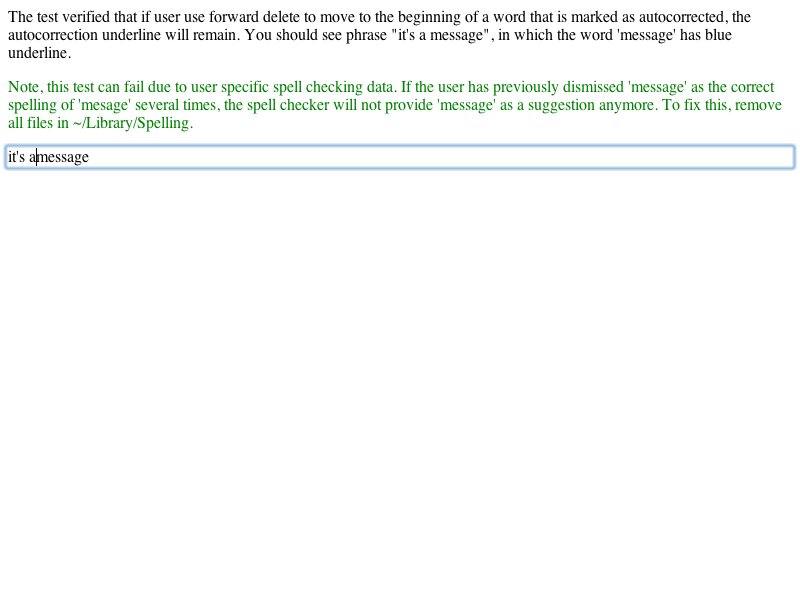 The test verified that if user use forward delete to move to the beginning of a word that is marked as autocorrected, the
autocorrection underline will remain. You should see phrase "it's a message", in which the word 'message' has blue
underline.
Note, this test can fail due to user specific spell checking data. If the user has previously dismissed 'message' as the correct
spelling of 'mesage' several times, the spell checker will not provide 'message' as a suggestion anymore. To fix this, remove
all files in ~/Library/Spelling.
it's amessage